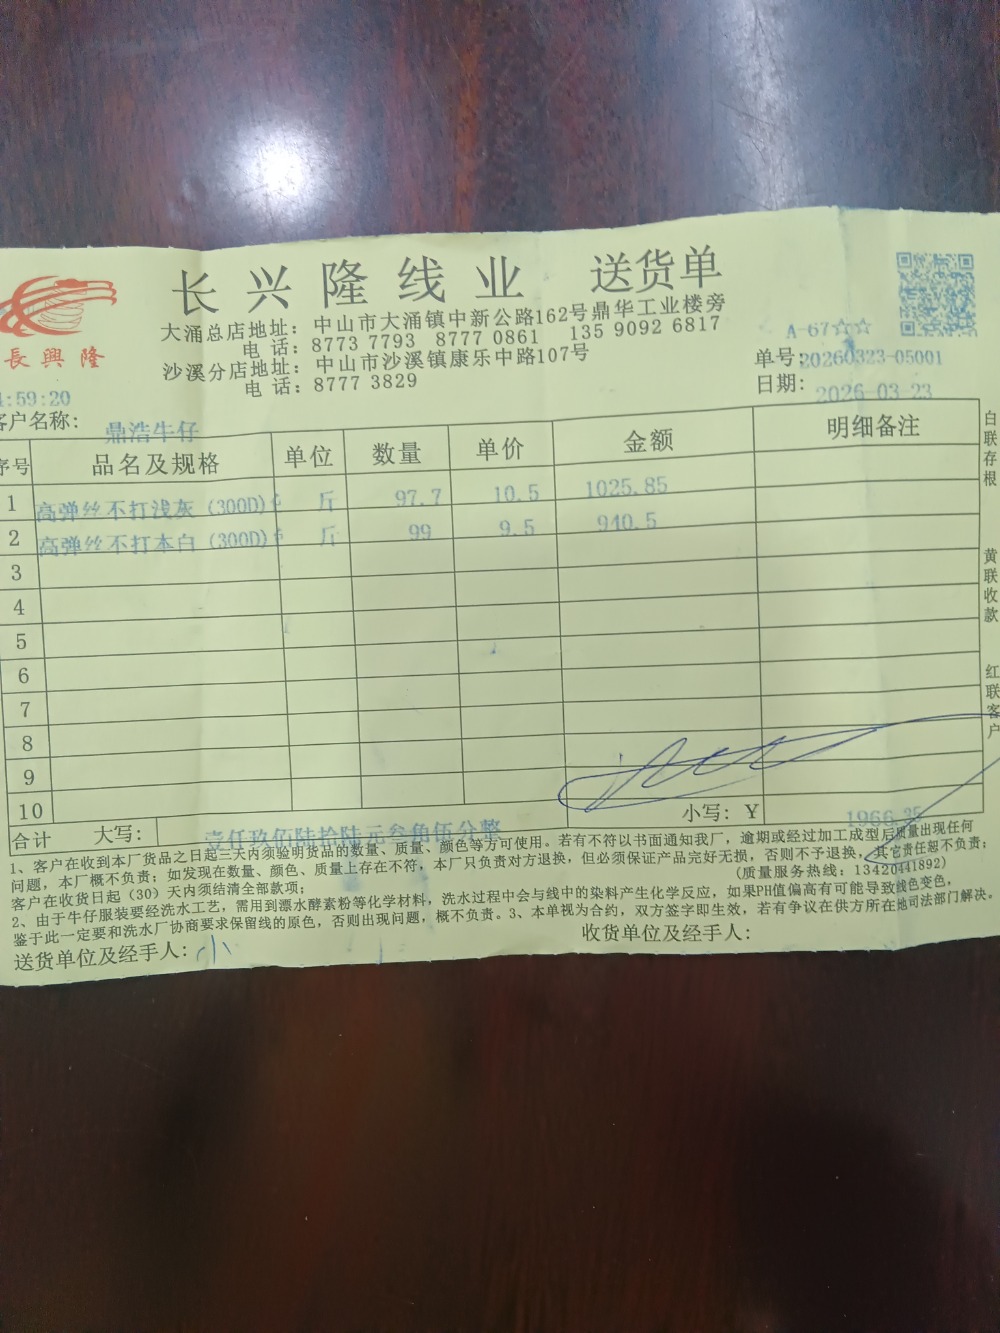 长兴隆线业 送货单
長興隆
大涌总店地址：中山市大涌镇中新公路162号鼎华工业楼旁
电话：8773 7793 8777 0861 135 9092 6817
沙溪分店地址：中山市沙溪镇康乐中路107号
电话：8777 3829
A-67☆☆
单号:20260323-05001
日期: 2026-03-23
:59:20
客户名称: 鼎浩牛仔
序号 品名及规格 单位 数量 单价 金额 明细备注
1 高弹丝不打浅灰 (300D) 斤 97.7 10.5 1025.85
2 高弹丝不打本白 (300D) 斤 99 9.5 940.5
3
4
5
6
7
8
9
10
合计 大写: 壹仟玖佰陆拾陆元叁角伍分整 小写: Y 1966.35
白联存根
黄联收款
红联客户
1、客户在收到本厂货品之日起三天内须验明货品的数量、质量、颜色等方可使用。若有不符以书面通知我厂，逾期或经过加工成型后质量出现任何
问题，本厂概不负责；如发现在数量、颜色、质量上存在不符，本厂只负责对方退换，但必须保证产品完好无损，否则不予退换，其它责任恕不负责；
客户在收货日起（30）天内须结清全部款项；
(质量服务热线：13420441892)
2、由于牛仔服装要经洗水工艺，需用到漂水酵素粉等化学材料，洗水过程中会与线中的染料产生化学反应，如果PH值偏高有可能导致线色变色，
鉴于此一定要和洗水厂协商要求保留线的原色，否则出现问题，概不负责。3、本单视为合约，双方签字即生效，若有争议在供方所在地司法部门解决。
送货单位及经手人: 小
收货单位及经手人: